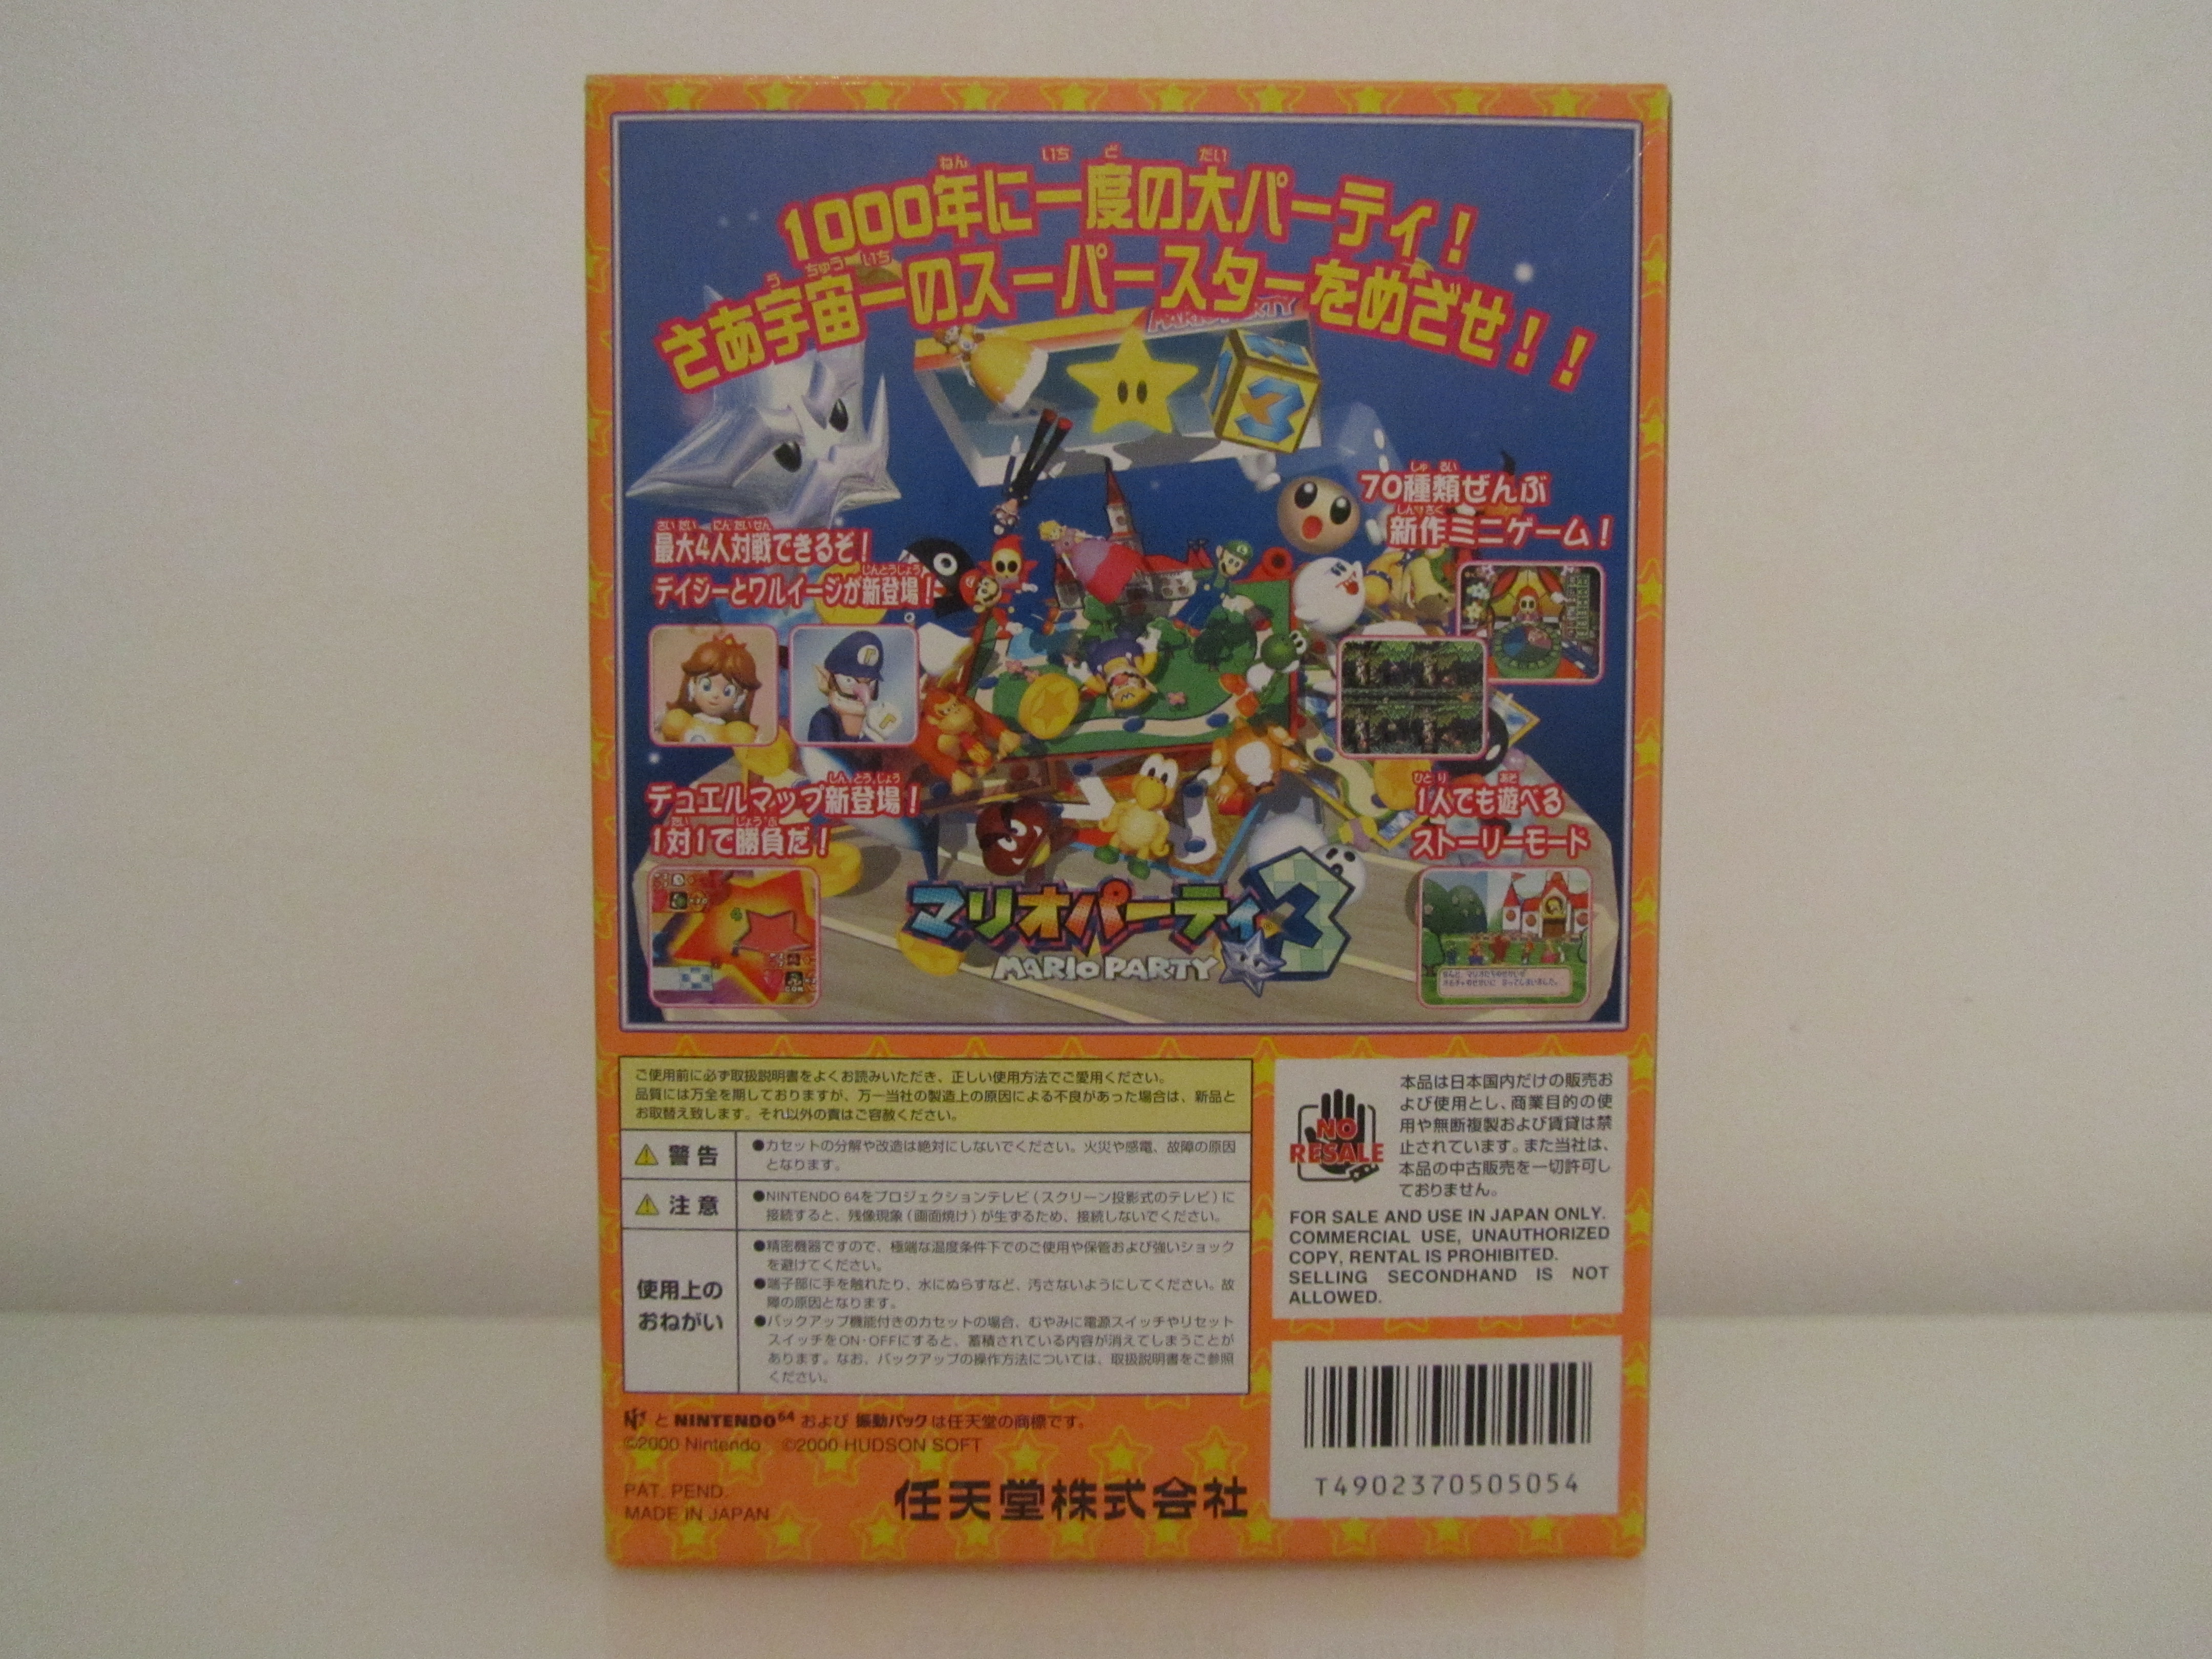 1000年に一度の大パーティ!
さあ宇宙一のスーパースターをめざせ!!
MARIO PARTY
最大4人対戦できるぞ!
デイジーとワルイージが新登場!
70種類ぜんぶ
新作ミニゲーム!
デュエルマップ新登場!
1対1で勝負だ!
1人でも遊べる
ストーリーモード
マリオパーティ3
MARIO PARTY
ご使用前に必ず取扱説明書をよくお読みいただき、正しい使用方法でご愛用ください。
品質には万全を期しておりますが、万一当社の製造上の原因による不良があった場合は、新品と
お取替え致します。それ以外の責はご容赦ください。
警告
●カセットの分解や改造は絶対にしないでください。火災や感電、故障の原因
となります。
注意
●NINTENDO 64をプロジェクションテレビ(スクリーン投影式のテレビ)に
接続すると、残像現象(画面焼け)が生ずるため、接続しないでください。
使用上の
おねがい
●精密機器ですので、極端な温度条件下でのご使用や保管および強いショック
を避けてください。
●端子部に手を触れたり、水にぬらすなど、汚さないようにしてください。故
障の原因となります。
●バックアップ機能付きのカセットの場合、むやみに電源スイッチやリセット
スイッチをON・OFFにすると、蓄積されている内容が消えてしまうことが
あります。なお、バックアップの操作方法については、取扱説明書をご参照
ください。
と NINTENDO64 および 振動パック は任天堂の商標です。
©2000 Nintendo ©2000 HUDSON SOFT
PAT. PEND.
MADE IN JAPAN
任天堂株式会社
NO
RESALE
本品は日本国内だけの販売お
よび使用とし、商業目的の使
用や無断複製および賃貸は禁
止されています。また当社は、
本品の中古販売を一切許可し
ておりません。
FOR SALE AND USE IN JAPAN ONLY.
COMMERCIAL USE, UNAUTHORIZED
COPY, RENTAL IS PROHIBITED.
SELLING SECONDHAND IS NOT
ALLOWED.
T4902370505054